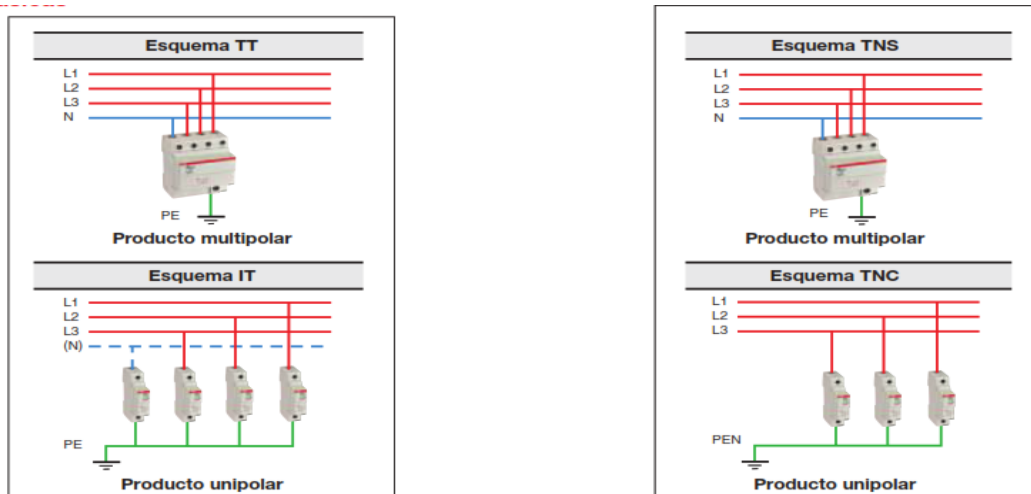 Esquema TT
L1
L2
L3
N
PE
Producto multipolar
Esquema IT
L1
L2
L3
(N)
PE
Producto unipolar
Esquema TNS
L1
L2
L3
N
PE
Producto multipolar
Esquema TNC
L1
L2
L3
PEN
Producto unipolar